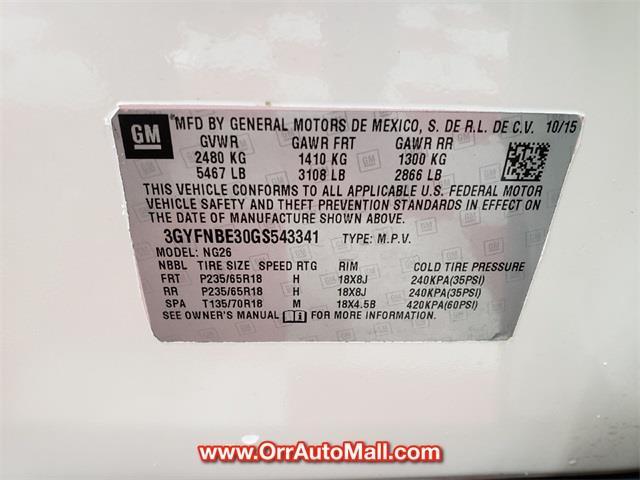 GM
MFD BY GENERAL MOTORS DE MEXICO, S. DE R.L. DE C.V. 10/15
GVWR GAWR FRT GAWR RR
2480 KG 1410 KG 1300 KG
5467 LB 3108 LB 2866 LB
THIS VEHICLE CONFORMS TO ALL APPLICABLE U.S. FEDERAL MOTOR
VEHICLE SAFETY AND THEFT PREVENTION STANDARDS IN EFFECT ON
THE DATE OF MANUFACTURE SHOWN ABOVE.
3GYFNBE30GS543341 TYPE: M.P.V.
MODEL: NG26
NBBL TIRE SIZE SPEED RTG RIM COLD TIRE PRESSURE
FRT P235/65R18 H 18X8J 240KPA(35PSI)
RR P235/65R18 H 18X8J 240KPA(35PSI)
SPA T135/70R18 M 18X4.5B 420KPA(60PSI)
SEE OWNER'S MANUAL FOR MORE INFORMATION.
www.OrrAutoMall.com